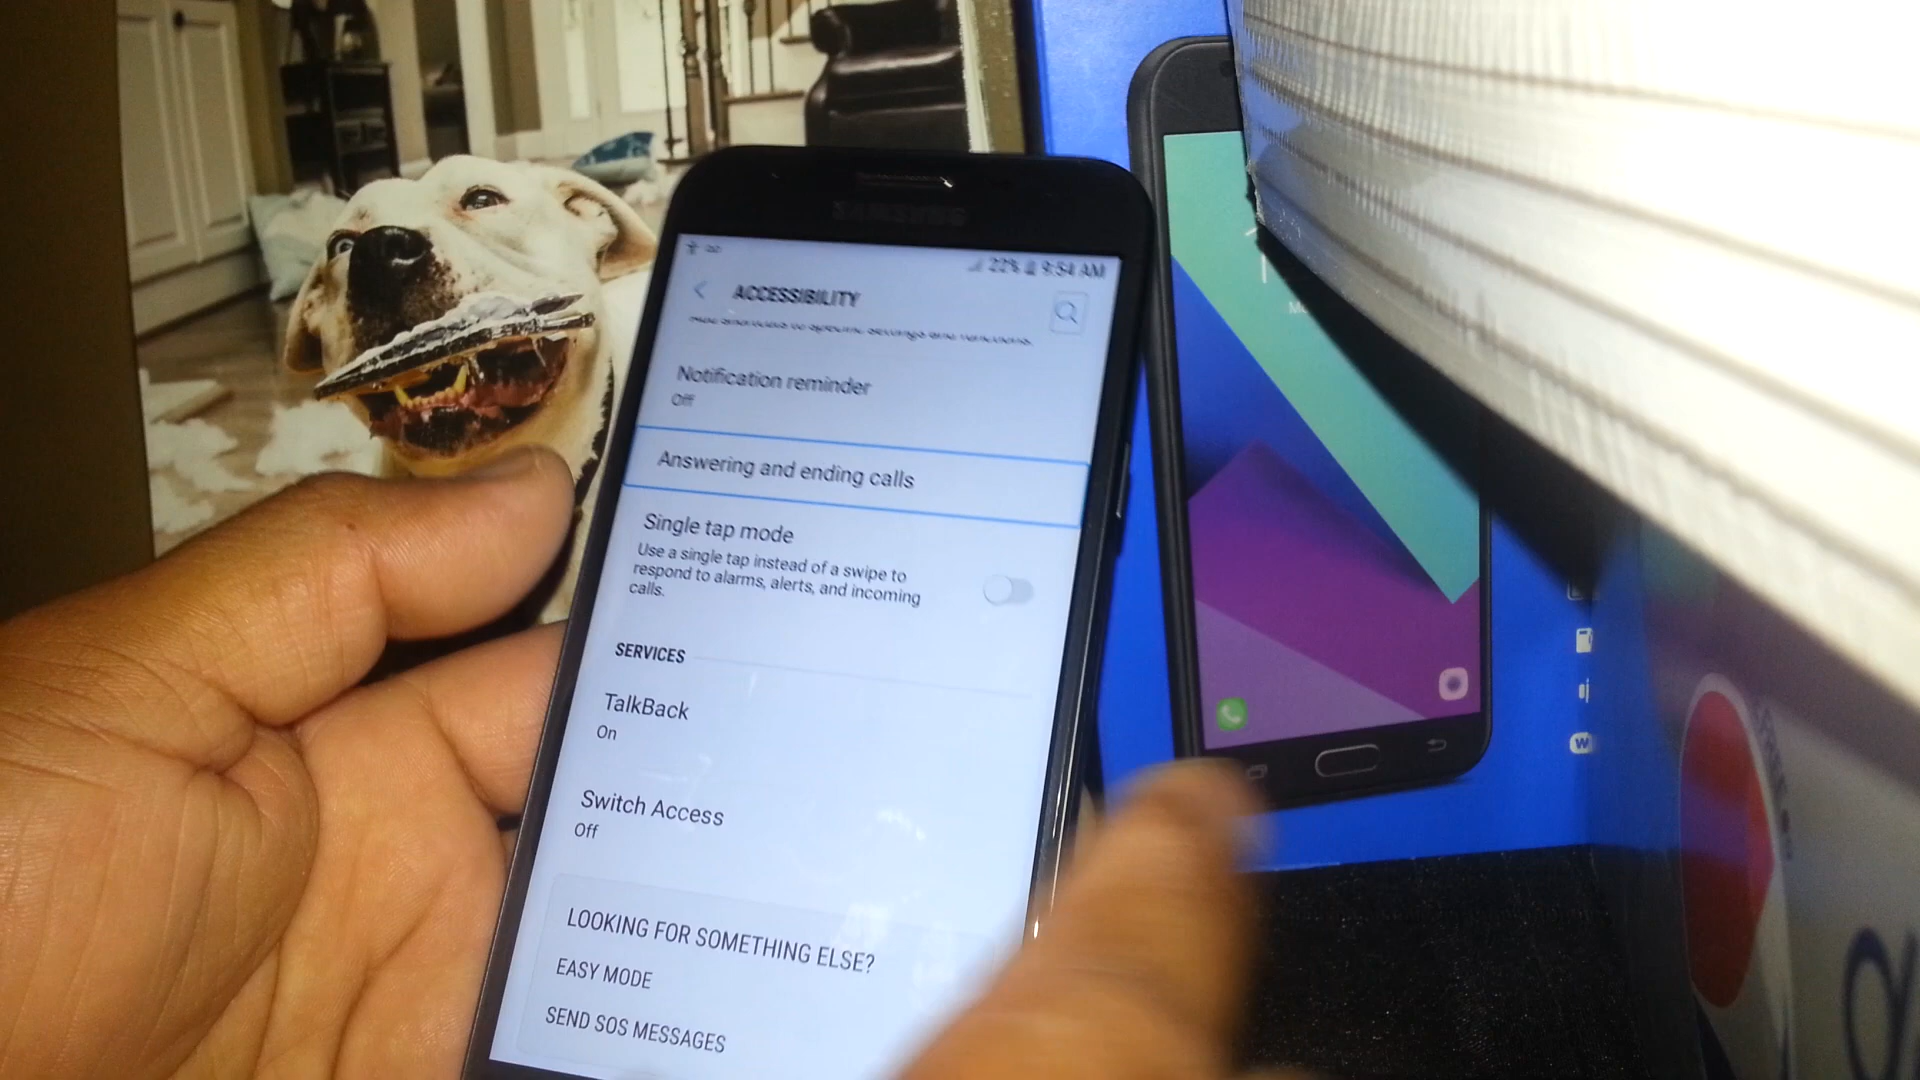 SAMSUNG
22% 9:54 AM
ACCESSIBILITY
Notification reminder
Off
Answering and ending calls
Single tap mode
Use a single tap instead of a swipe to
respond to alarms, alerts, and incoming
calls.
SERVICES
TalkBack
On
Switch Access
Off
LOOKING FOR SOMETHING ELSE?
EASY MODE
SEND SOS MESSAGES